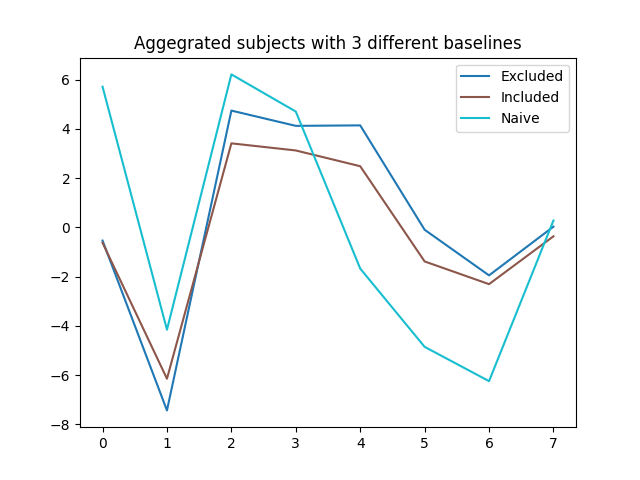 Aggegrated subjects with 3 different baselines
Excluded
Included
Naive
6
4
2
0
−2
−4
−6
−8
0 1 2 3 4 5 6 7